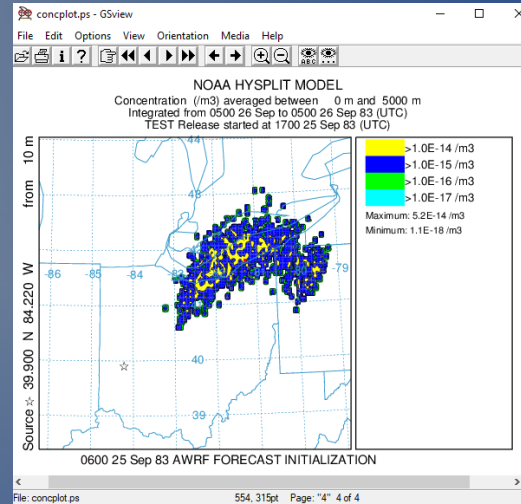 concplot.ps - GSview
File Edit Options View Orientation Media Help
NOAA HYSPLIT MODEL
Concentration (/m3) averaged between 0 m and 5000 m
Integrated from 0500 26 Sep to 0500 26 Sep 83 (UTC)
TEST Release started at 1700 25 Sep 83 (UTC)
Source ☆ 39.900 N 84.220 W from 10 m
44
43
-86 -85 -84 -79
40
39
>1.0E-14 /m3
>1.0E-15 /m3
>1.0E-16 /m3
>1.0E-17 /m3
Maximum: 5.2E-14 /m3
Minimum: 1.1E-18 /m3
0600 25 Sep 83 AWRF FORECAST INITIALIZATION
File: concplot.ps 554, 315pt Page: "4" 4 of 4